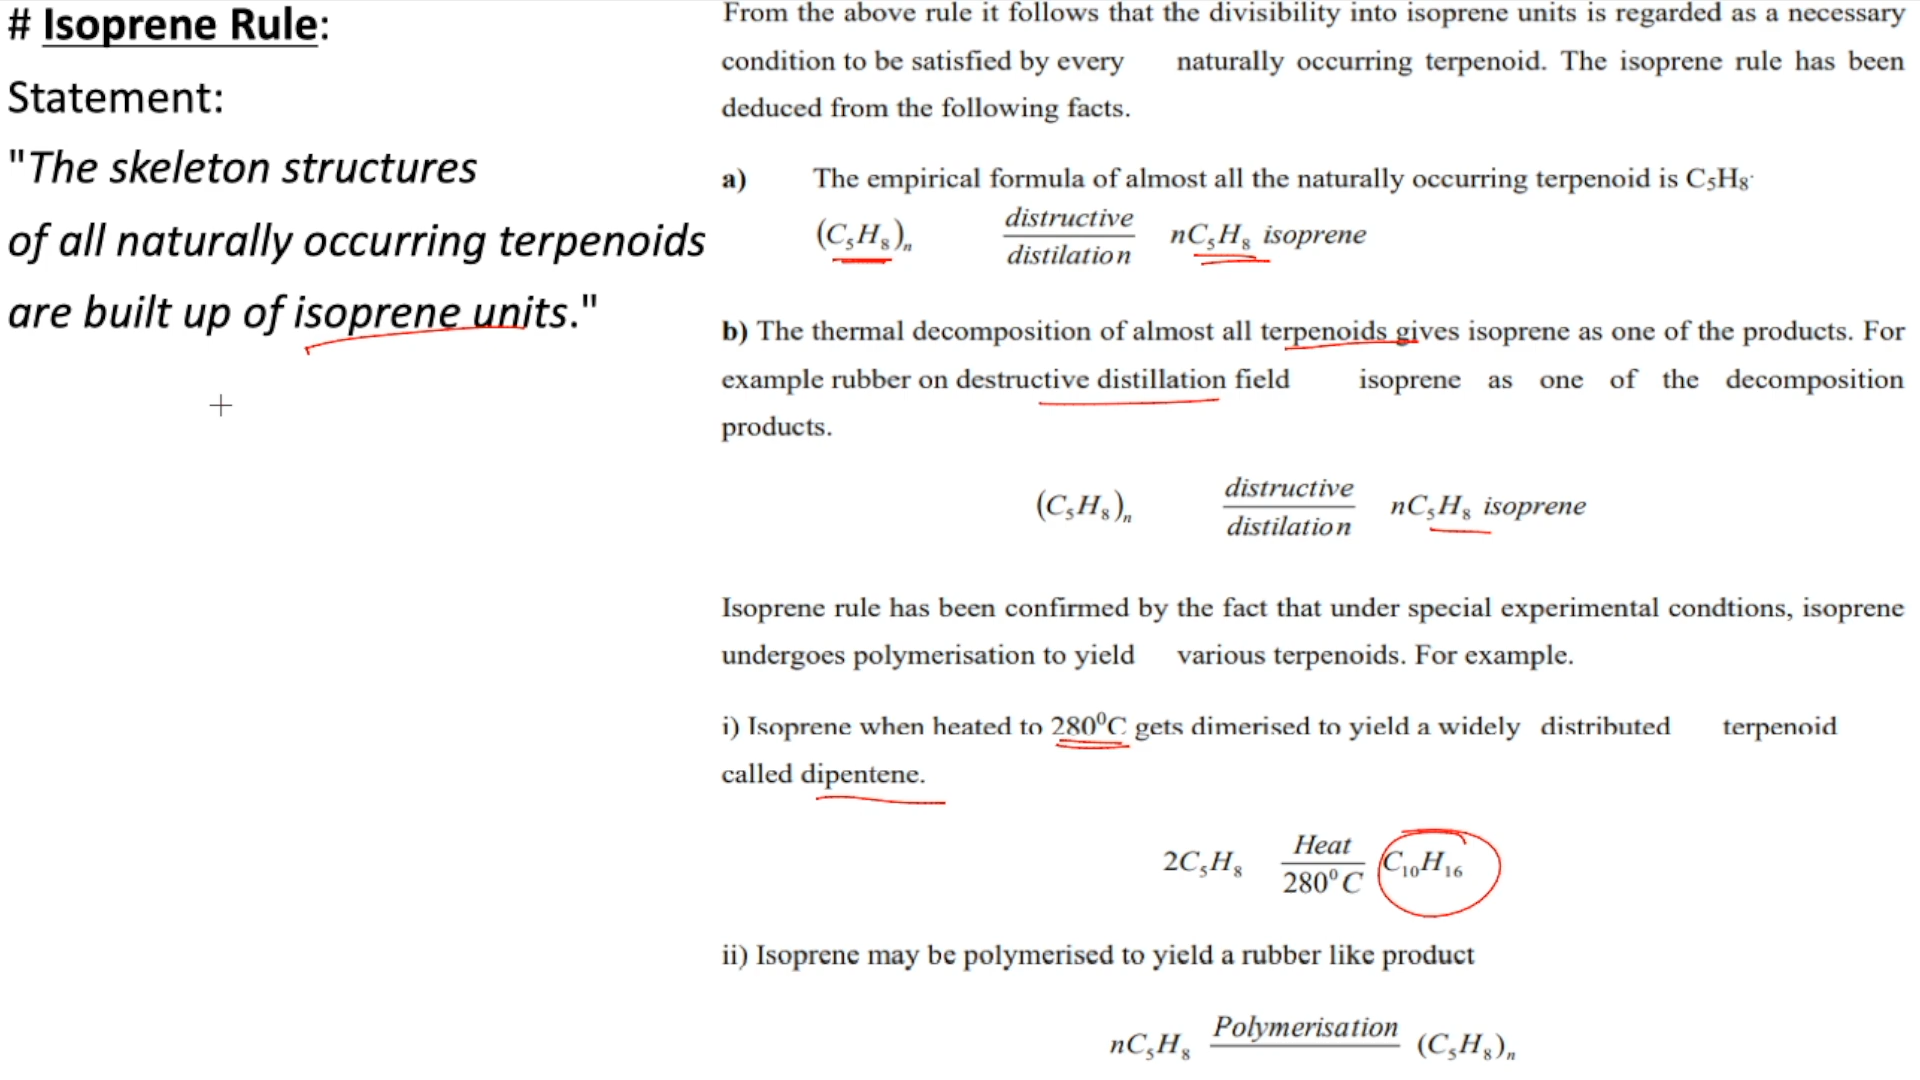 # Isoprene Rule:
Statement:
"The skeleton structures
of all naturally occurring terpenoids
are built up of isoprene units."
From the above rule it follows that the divisibility into isoprene units is regarded as a necessary
condition to be satisfied by every naturally occurring terpenoid. The isoprene rule has been
deduced from the following facts.
a) The empirical formula of almost all the naturally occurring terpenoid is C₅H₈.
(C₅H₈)ₙ distructive nC₅H₈ isoprene
distilation
b) The thermal decomposition of almost all terpenoids gives isoprene as one of the products. For
example rubber on destructive distillation field isoprene as one of the decomposition
products.
(C₅H₈)ₙ distructive nC₅H₈ isoprene
distilation
Isoprene rule has been confirmed by the fact that under special experimental condtions, isoprene
undergoes polymerisation to yield various terpenoids. For example.
i) Isoprene when heated to 280⁰C gets dimerised to yield a widely distributed terpenoid
called dipentene.
2C₅H₈ Heat C₁₀H₁₆
280⁰C
ii) Isoprene may be polymerised to yield a rubber like product
nC₅H₈ Polymerisation (C₅H₈)ₙ